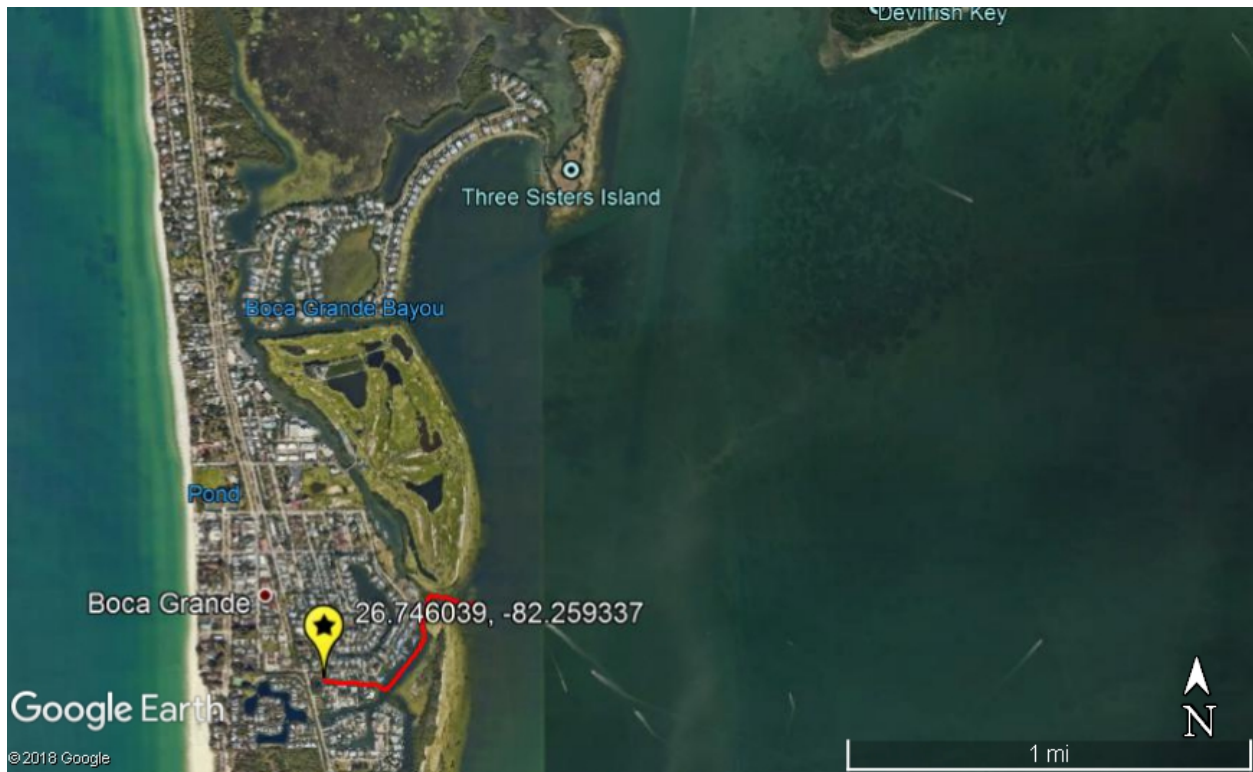 Devilfish Key
Three Sisters Island
Boca Grande Bayou
Pond
Boca Grande
26.746039, -82.259337
Google Earth
N
© 2018 Google
1 mi